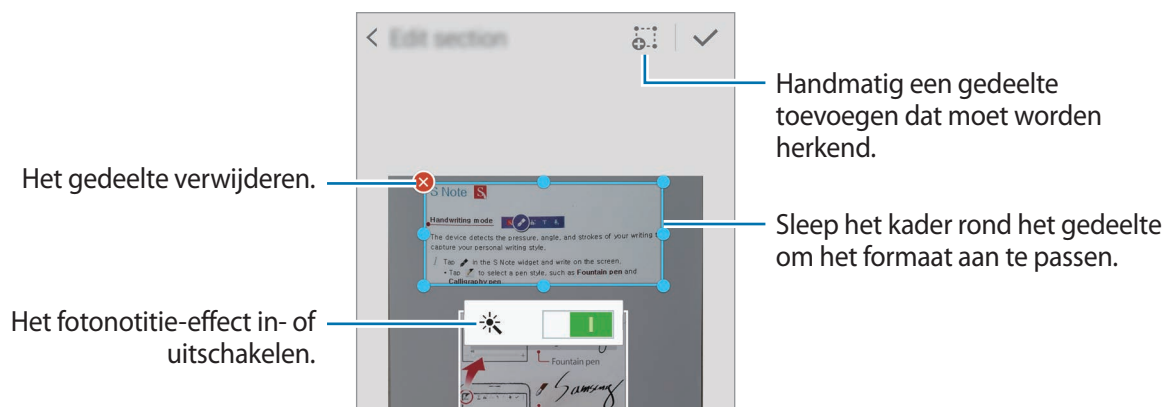 Edit section
Handmatig een gedeelte
toevoegen dat moet worden
herkend.
Het gedeelte verwijderen.
S Note S
Handwriting mode
The device detects the pressure, angle, and strokes of your writing t
capture your personal writing style.
Tap in the S Note widget and write on the screen.
• Tap to select a pen style, such as Fountain pen and
Calligraphy pen
Sleep het kader rond het gedeelte
om het formaat aan te passen.
Het fotonotitie-effect in- of
uitschakelen.
Fountain pen
Samsung